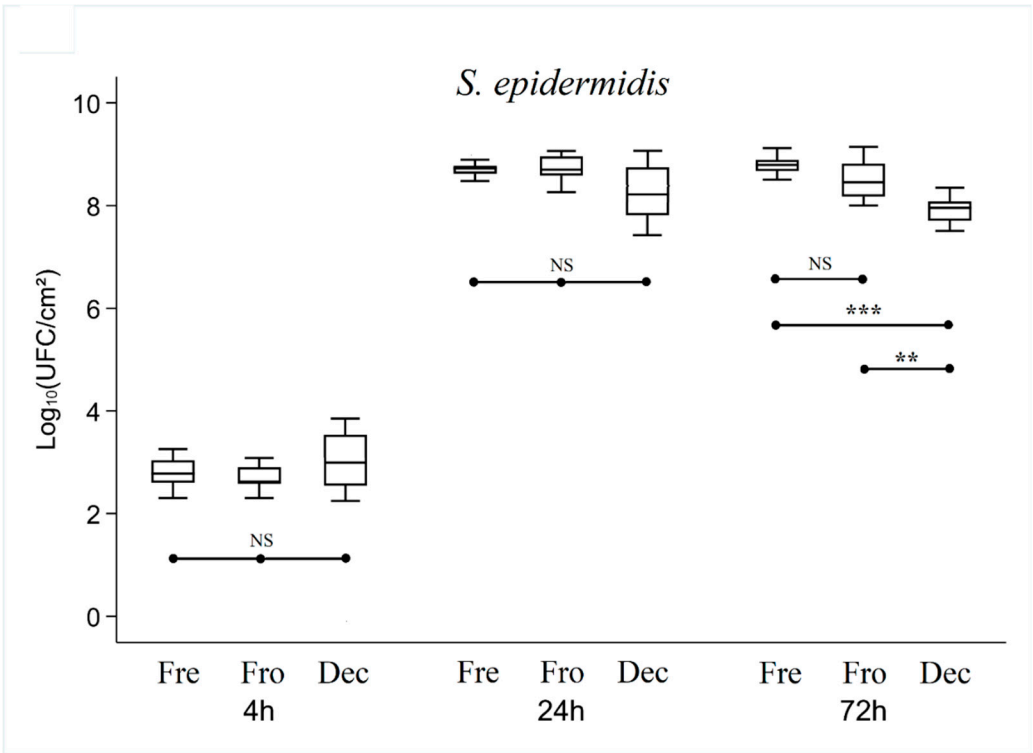 S. epidermidis
Log₁₀(UFC/cm²)
10
8
6
4
2
0
NS
NS
NS
***
**
Fre Fro Dec Fre Fro Dec Fre Fro Dec
4h 24h 72h